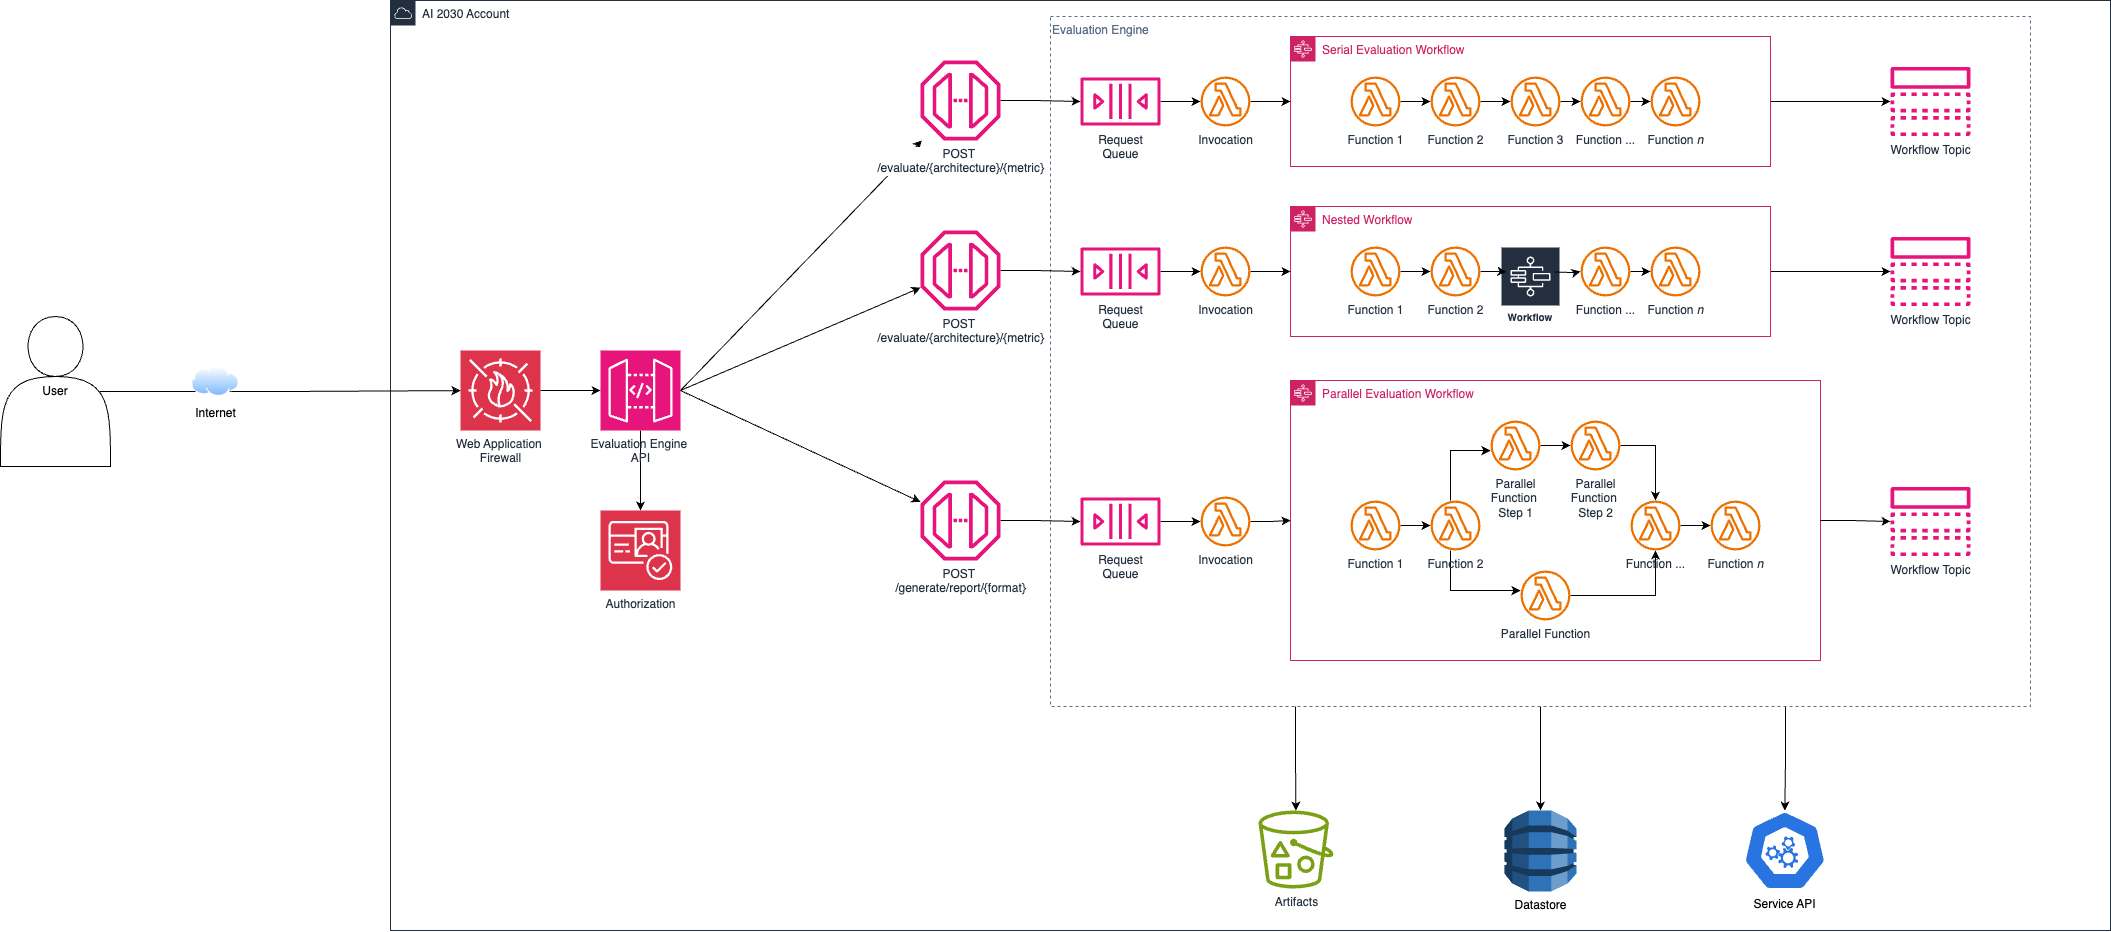 AI 2030 Account
Evaluation Engine
Serial Evaluation Workflow
Function 1
Function 2
Function 3
Function ...
Function n
POST
/evaluate/{architecture}/{metric}
Request
Queue
Invocation
Workflow Topic
Nested Workflow
Function 1
Function 2
Workflow
Function ...
Function n
POST
/evaluate/{architecture}/{metric}
Request
Queue
Invocation
Workflow Topic
User
Internet
Web Application
Firewall
</>
Evaluation Engine
API
Authorization
Parallel Evaluation Workflow
Parallel
Function
Step 1
Parallel
Function
Step 2
Function 1
Function 2
Function ...
Function n
Parallel Function
POST
/generate/report/{format}
Request
Queue
Invocation
Workflow Topic
Artifacts
Datastore
Service API